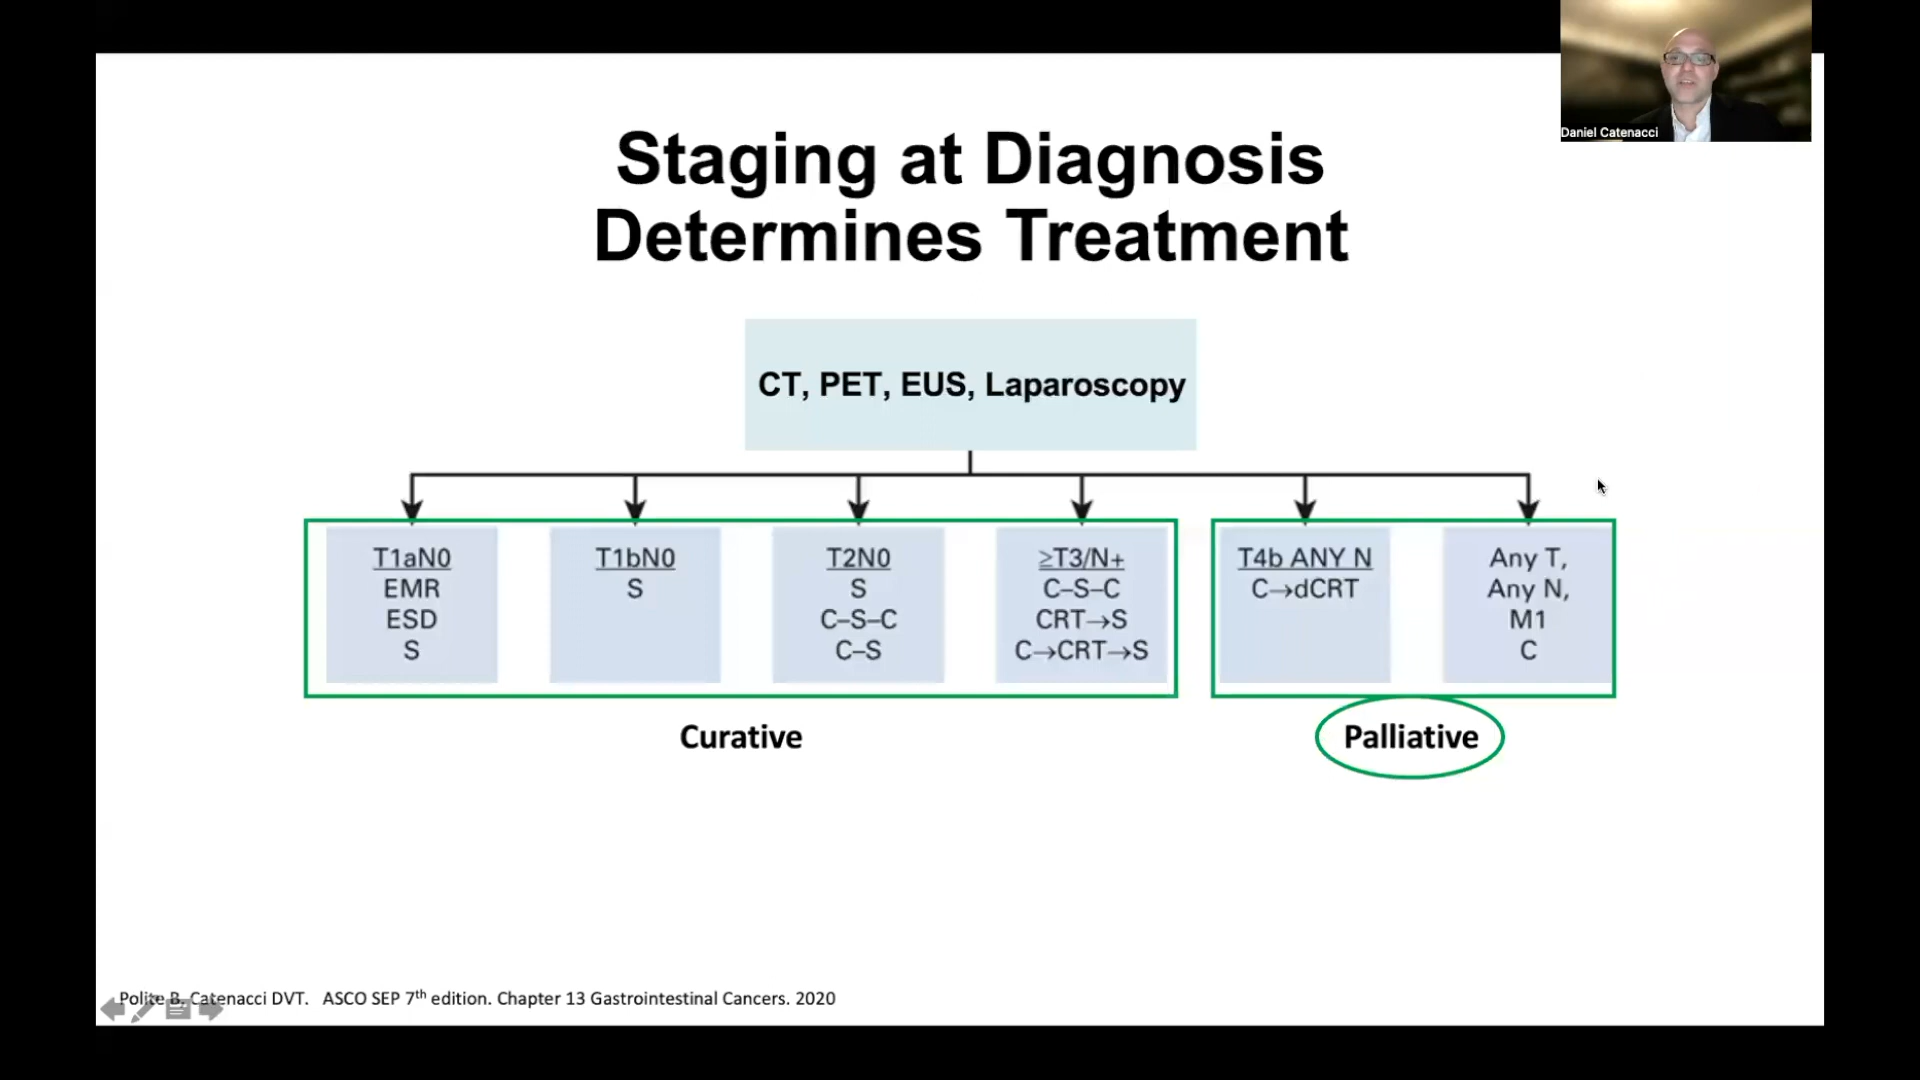 Daniel Catenacci
Staging at Diagnosis
Determines Treatment
CT, PET, EUS, Laparoscopy
T1aN0
EMR
ESD
S
T1bN0
S
T2N0
S
C–S–C
C–S
≥T3/N+
C–S–C
CRT→S
C→CRT→S
T4b ANY N
C→dCRT
Any T,
Any N,
M1
C
Curative
Palliative
Polite B. Catenacci DVT. ASCO SEP 7th edition. Chapter 13 Gastrointestinal Cancers. 2020